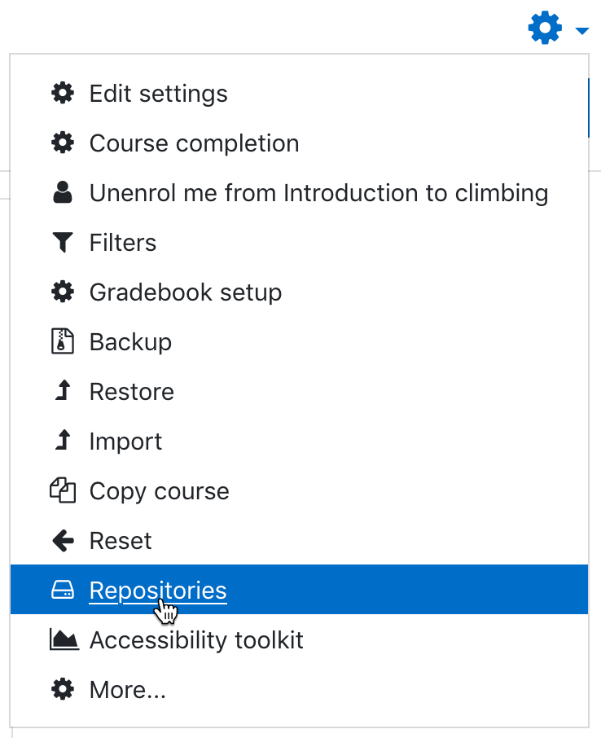 Edit settings
Course completion
Unenrol me from Introduction to climbing
Filters
Gradebook setup
Backup
Restore
Import
Copy course
Reset
Repositories
Accessibility toolkit
More...